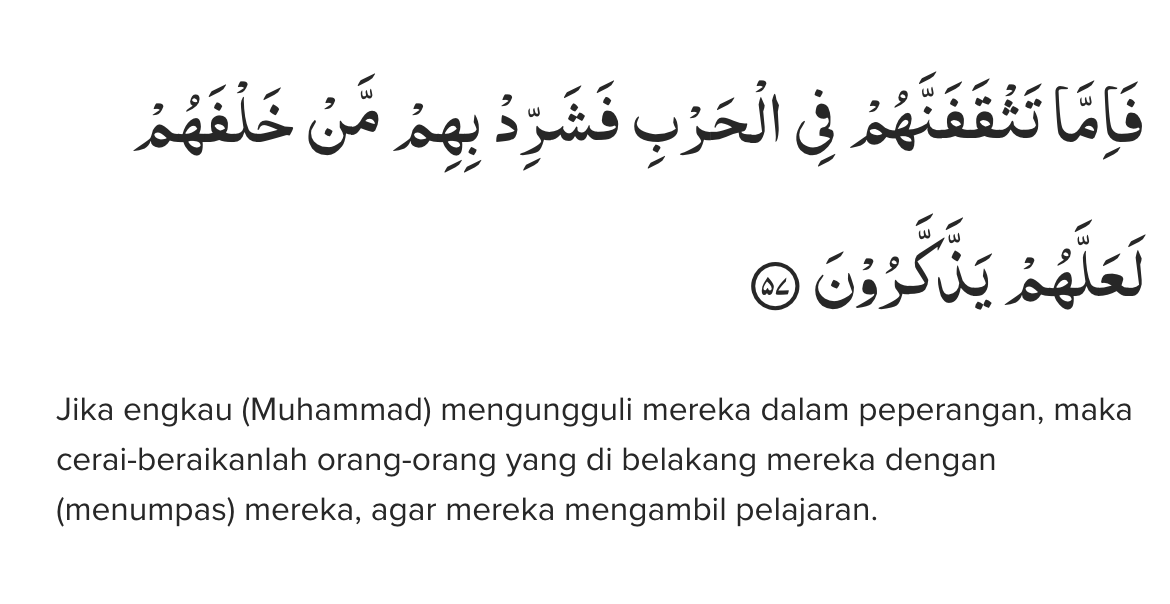 فَاِمَّا تَثْقَفَنَّهُمْ فِى الْحَرْبِ فَشَرِّدْ بِهِمْ مَّنْ خَلْفَهُمْ
لَعَلَّهُمْ يَذَّكَّرُوْنَ ۵۷
Jika engkau (Muhammad) mengungguli mereka dalam peperangan, maka
cerai-beraikanlah orang-orang yang di belakang mereka dengan
(menumpas) mereka, agar mereka mengambil pelajaran.